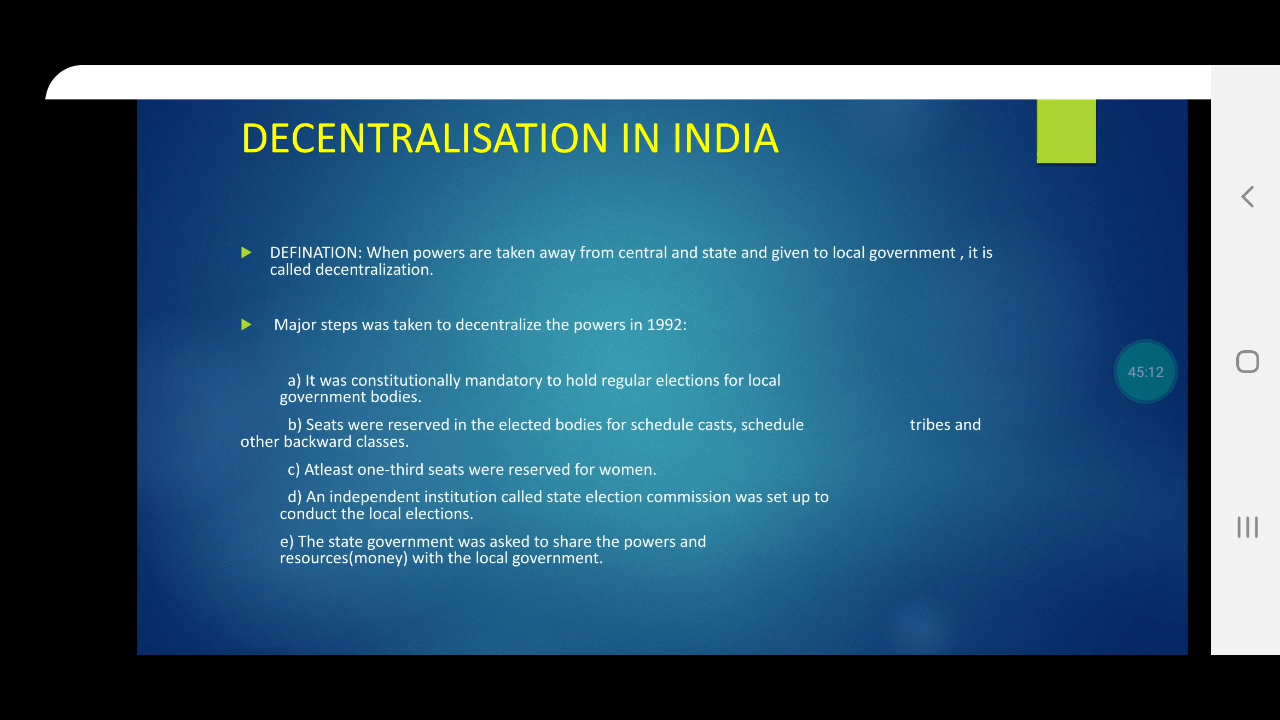 DECENTRALISATION IN INDIA
DEFINATION: When powers are taken away from central and state and given to local government , it is
called decentralization.
Major steps was taken to decentralize the powers in 1992:
a) It was constitutionally mandatory to hold regular elections for local
government bodies.
b) Seats were reserved in the elected bodies for schedule casts, schedule tribes and
other backward classes.
c) Atleast one-third seats were reserved for women.
d) An independent institution called state election commission was set up to
conduct the local elections.
e) The state government was asked to share the powers and
resources(money) with the local government.
45:12